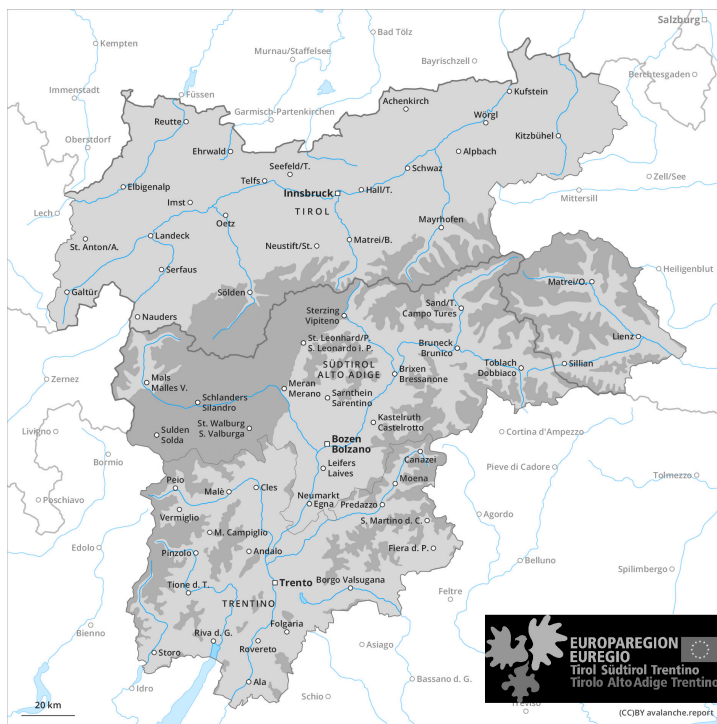 Salzburg
Kempten
Bad Tölz
Murnau/Staffelsee
Bayrischzell
Berchtesgaden
Immenstadt
Füssen
Garmisch-Partenkirchen
Achenkirch
Kufstein
Reutte
Wörgl
Oberstdorf
Ehrwald
Kitzbühel
Alpbach
Seefeld/T.
Schwaz
Telfs
Zell/See
Elbigenalp
Innsbruck
Hall/T.
Mittersill
Imst
TIROL
Lech
Oetz
Mayrhofen
Landeck
St. Anton/A.
Neustift/St.
Matrei/B.
Serfaus
Heiligenblut
Galtür
Sölden
Matrei/O.
Nauders
Sterzing
Vipiteno
Sand/T.
Campo Tures
St. Leonhard/P.
S. Leonardo i. P.
Bruneck
Brunico
Lienz
SÜDTIROL
ALTO ADIGE
Toblach
Dobbiaco
Sillian
Zernez
Mals
Malles V.
Meran
Merano
Brixen
Bressanone
Sarnthein
Sarentino
Schlanders
Silandro
St. Walburg
S. Valburga
Kastelruth
Castelrotto
Livigno
Sulden
Solda
Bozen
Bolzano
Cortina d'Ampezzo
Bormio
Canazei
Leifers
Laives
Pieve di Cadore
Tolmezzo
Peio
Malè
Cles
Moena
Poschiavo
Neumarkt
Egna
Predazzo
Vermiglio
Agordo
S. Martino d. C.
M. Campiglio
Edolo
Pinzolo
Andalo
Fiera d. P.
Belluno
Spilimbergo
Tione d. T.
Trento
Borgo Valsugana
Feltre
TRENTINO
Folgaria
Bienno
Riva d. G.
Rovereto
Asiago
Storo
Ala
Bassano d. G.
Idro
Schio
Treviso
EUROPAREGION
EUREGIO
Tirol Südtirol Trentino
Tirolo Alto Adige Trentino
20 km
(CC)BY avalanche.report